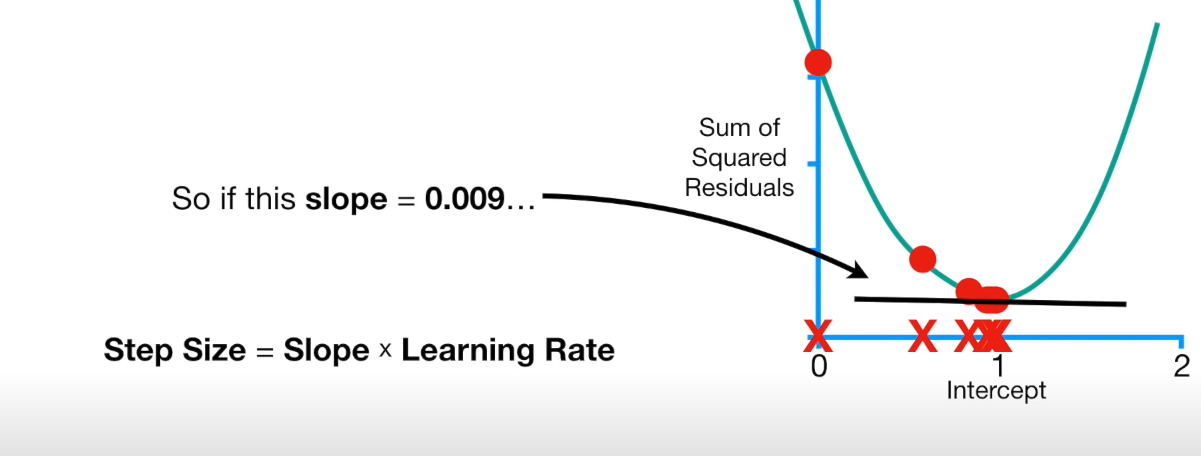 Sum of
Squared
Residuals
So if this slope = 0.009...
Step Size = Slope x Learning Rate
X X X X X X
0 1 2
Intercept